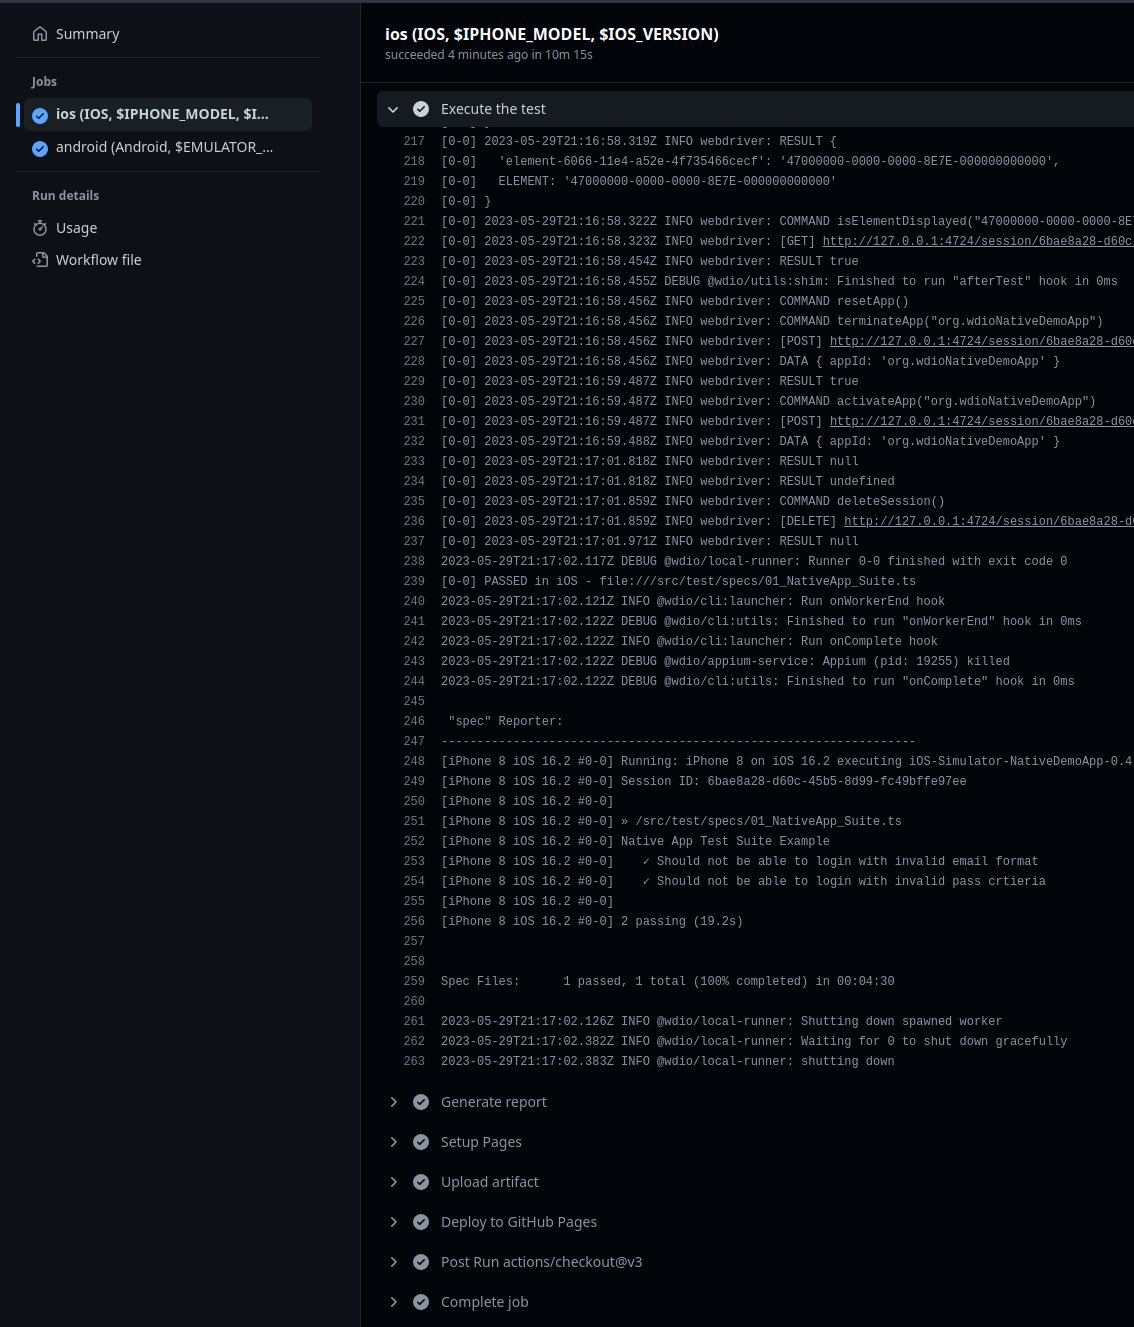 Summary
Jobs
ios (IOS, $IPHONE_MODEL, $I...
android (Android, $EMULATOR_...
Run details
Usage
Workflow file
ios (IOS, $IPHONE_MODEL, $IOS_VERSION)
succeeded 4 minutes ago in 10m 15s
Execute the test
217 [0-0] 2023-05-29T21:16:58.319Z INFO webdriver: RESULT {
218 [0-0]   'element-6066-11e4-a52e-4f735466cecf': '47000000-0000-0000-8E7E-000000000000',
219 [0-0]   ELEMENT: '47000000-0000-0000-8E7E-000000000000'
220 [0-0] }
221 [0-0] 2023-05-29T21:16:58.322Z INFO webdriver: COMMAND isElementDisplayed("47000000-0000-0000-8E
222 [0-0] 2023-05-29T21:16:58.323Z INFO webdriver: [GET] http://127.0.0.1:4724/session/6bae8a28-d60c
223 [0-0] 2023-05-29T21:16:58.454Z INFO webdriver: RESULT true
224 [0-0] 2023-05-29T21:16:58.455Z DEBUG @wdio/utils:shim: Finished to run "afterTest" hook in 0ms
225 [0-0] 2023-05-29T21:16:58.456Z INFO webdriver: COMMAND resetApp()
226 [0-0] 2023-05-29T21:16:58.456Z INFO webdriver: COMMAND terminateApp("org.wdioNativeDemoApp")
227 [0-0] 2023-05-29T21:16:58.456Z INFO webdriver: [POST] http://127.0.0.1:4724/session/6bae8a28-d60
228 [0-0] 2023-05-29T21:16:58.456Z INFO webdriver: DATA { appId: 'org.wdioNativeDemoApp' }
229 [0-0] 2023-05-29T21:16:59.487Z INFO webdriver: RESULT true
230 [0-0] 2023-05-29T21:16:59.487Z INFO webdriver: COMMAND activateApp("org.wdioNativeDemoApp")
231 [0-0] 2023-05-29T21:16:59.487Z INFO webdriver: [POST] http://127.0.0.1:4724/session/6bae8a28-d60
232 [0-0] 2023-05-29T21:16:59.488Z INFO webdriver: DATA { appId: 'org.wdioNativeDemoApp' }
233 [0-0] 2023-05-29T21:17:01.818Z INFO webdriver: RESULT null
234 [0-0] 2023-05-29T21:17:01.818Z INFO webdriver: RESULT undefined
235 [0-0] 2023-05-29T21:17:01.859Z INFO webdriver: COMMAND deleteSession()
236 [0-0] 2023-05-29T21:17:01.859Z INFO webdriver: [DELETE] http://127.0.0.1:4724/session/6bae8a28-d
237 [0-0] 2023-05-29T21:17:01.971Z INFO webdriver: RESULT null
238 2023-05-29T21:17:02.117Z DEBUG @wdio/local-runner: Runner 0-0 finished with exit code 0
239 [0-0] PASSED in iOS - file:///src/test/specs/01_NativeApp_Suite.ts
240 2023-05-29T21:17:02.121Z INFO @wdio/cli:launcher: Run onWorkerEnd hook
241 2023-05-29T21:17:02.122Z DEBUG @wdio/cli:utils: Finished to run "onWorkerEnd" hook in 0ms
242 2023-05-29T21:17:02.122Z INFO @wdio/cli:launcher: Run onComplete hook
243 2023-05-29T21:17:02.122Z DEBUG @wdio/appium-service: Appium (pid: 19255) killed
244 2023-05-29T21:17:02.122Z DEBUG @wdio/cli:utils: Finished to run "onComplete" hook in 0ms
245
246  "spec" Reporter:
247 ------------------------------------------------------------------
248 [iPhone 8 iOS 16.2 #0-0] Running: iPhone 8 on iOS 16.2 executing iOS-Simulator-NativeDemoApp-0.4
249 [iPhone 8 iOS 16.2 #0-0] Session ID: 6bae8a28-d60c-45b5-8d99-fc49bffe97ee
250 [iPhone 8 iOS 16.2 #0-0]
251 [iPhone 8 iOS 16.2 #0-0] » /src/test/specs/01_NativeApp_Suite.ts
252 [iPhone 8 iOS 16.2 #0-0] Native App Test Suite Example
253 [iPhone 8 iOS 16.2 #0-0]    ✓ Should not be able to login with invalid email format
254 [iPhone 8 iOS 16.2 #0-0]    ✓ Should not be able to login with invalid pass crtieria
255 [iPhone 8 iOS 16.2 #0-0]
256 [iPhone 8 iOS 16.2 #0-0] 2 passing (19.2s)
257
258
259 Spec Files:      1 passed, 1 total (100% completed) in 00:04:30
260
261 2023-05-29T21:17:02.126Z INFO @wdio/local-runner: Shutting down spawned worker
262 2023-05-29T21:17:02.382Z INFO @wdio/local-runner: Waiting for 0 to shut down gracefully
263 2023-05-29T21:17:02.383Z INFO @wdio/local-runner: shutting down
Generate report
Setup Pages
Upload artifact
Deploy to GitHub Pages
Post Run actions/checkout@v3
Complete job